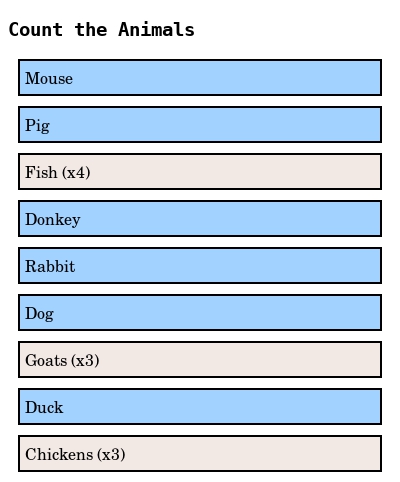 Count the Animals
Mouse
Pig
Fish (x4)
Donkey
Rabbit
Dog
Goats (x3)
Duck
Chickens (x3)